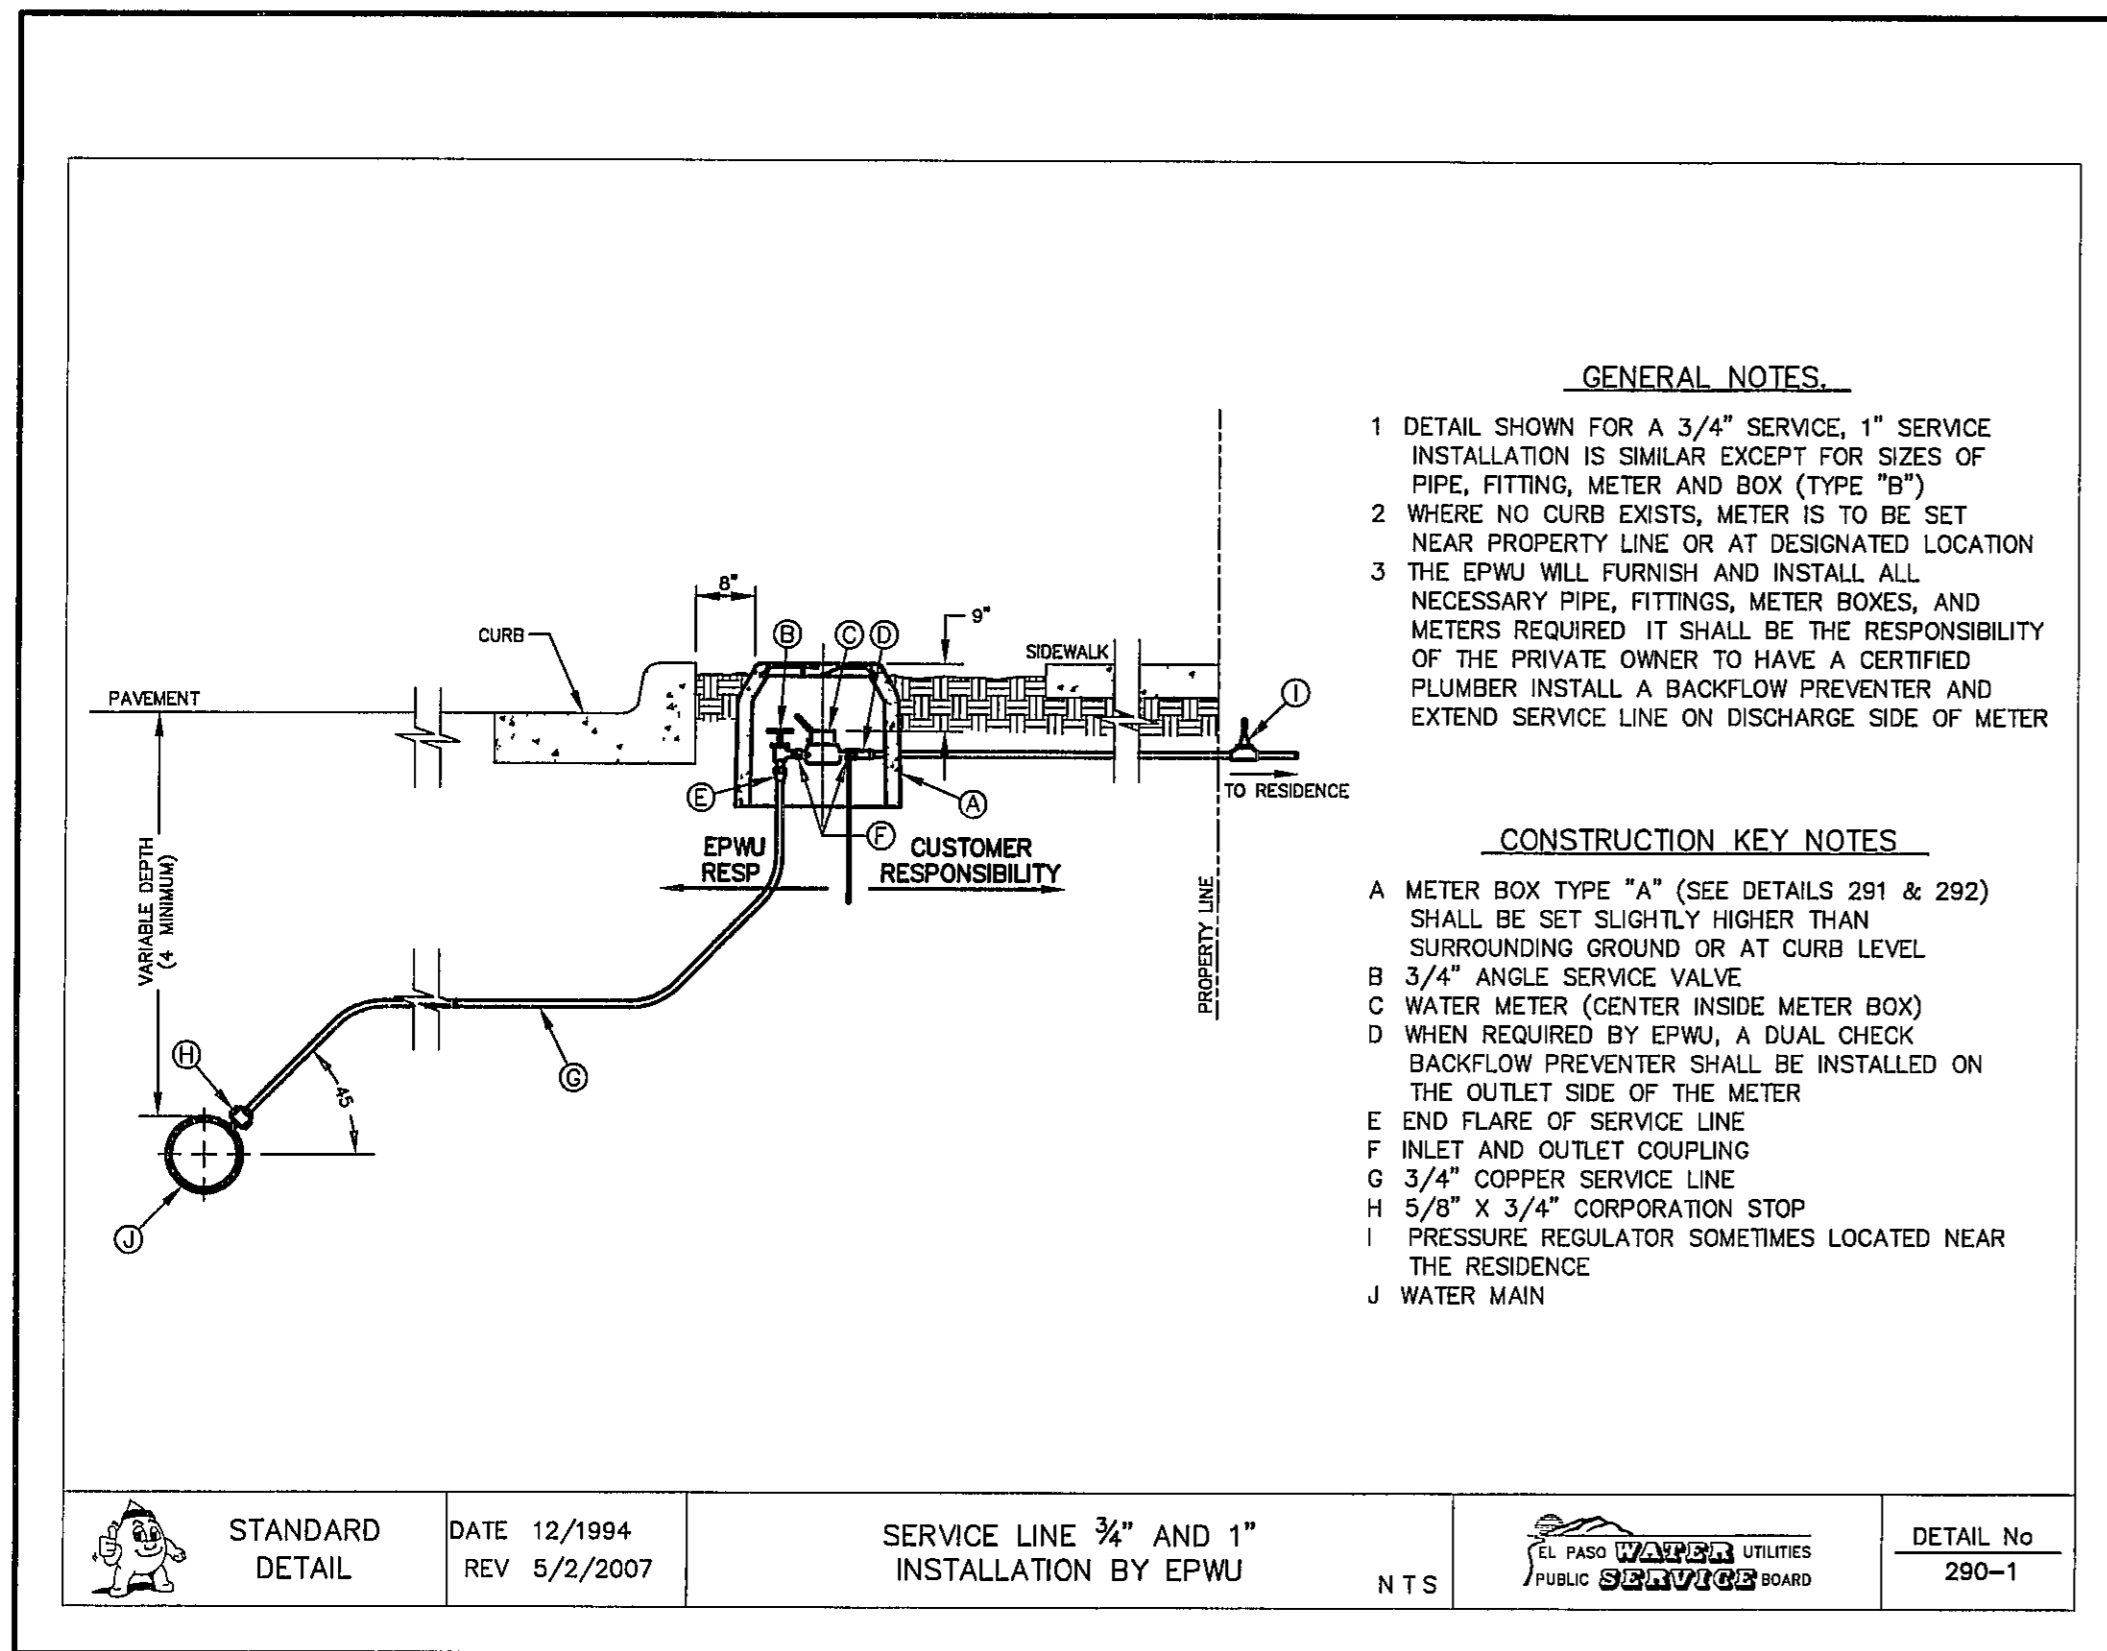 GENERAL NOTES.
1 DETAIL SHOWN FOR A 3/4" SERVICE, 1" SERVICE
INSTALLATION IS SIMILAR EXCEPT FOR SIZES OF
PIPE, FITTING, METER AND BOX (TYPE "B")
2 WHERE NO CURB EXISTS, METER IS TO BE SET
NEAR PROPERTY LINE OR AT DESIGNATED LOCATION
3 THE EPWU WILL FURNISH AND INSTALL ALL
NECESSARY PIPE, FITTINGS, METER BOXES, AND
METERS REQUIRED IT SHALL BE THE RESPONSIBILITY
OF THE PRIVATE OWNER TO HAVE A CERTIFIED
PLUMBER INSTALL A BACKFLOW PREVENTER AND
EXTEND SERVICE LINE ON DISCHARGE SIDE OF METER
8"
9"
CURB
B
C
D
SIDEWALK
PAVEMENT
I
E
A
TO RESIDENCE
F
EPWU
RESP
CUSTOMER
RESPONSIBILITY
VARIABLE DEPTH
(4 MINIMUM)
PROPERTY LINE
H
G
45
J
CONSTRUCTION KEY NOTES
A METER BOX TYPE "A" (SEE DETAILS 291 & 292)
SHALL BE SET SLIGHTLY HIGHER THAN
SURROUNDING GROUND OR AT CURB LEVEL
B 3/4" ANGLE SERVICE VALVE
C WATER METER (CENTER INSIDE METER BOX)
D WHEN REQUIRED BY EPWU, A DUAL CHECK
BACKFLOW PREVENTER SHALL BE INSTALLED ON
THE OUTLET SIDE OF THE METER
E END FLARE OF SERVICE LINE
F INLET AND OUTLET COUPLING
G 3/4" COPPER SERVICE LINE
H 5/8" X 3/4" CORPORATION STOP
I PRESSURE REGULATOR SOMETIMES LOCATED NEAR
THE RESIDENCE
J WATER MAIN
STANDARD
DETAIL
DATE 12/1994
REV 5/2/2007
SERVICE LINE ¾" AND 1"
INSTALLATION BY EPWU
N T S
EL PASO WATER UTILITIES
PUBLIC SERVICE BOARD
DETAIL No
290-1